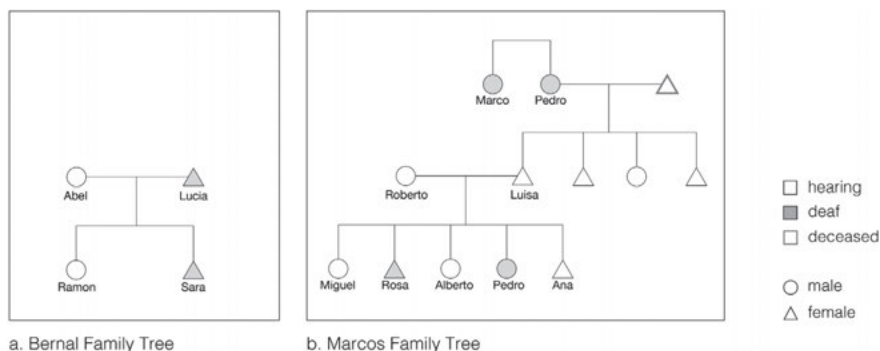 Marco Pedro
Abel Lucia
Roberto Luisa
Ramon Sara
Miguel Rosa Alberto Pedro Ana
hearing
deaf
deceased
male
female
a. Bernal Family Tree
b. Marcos Family Tree